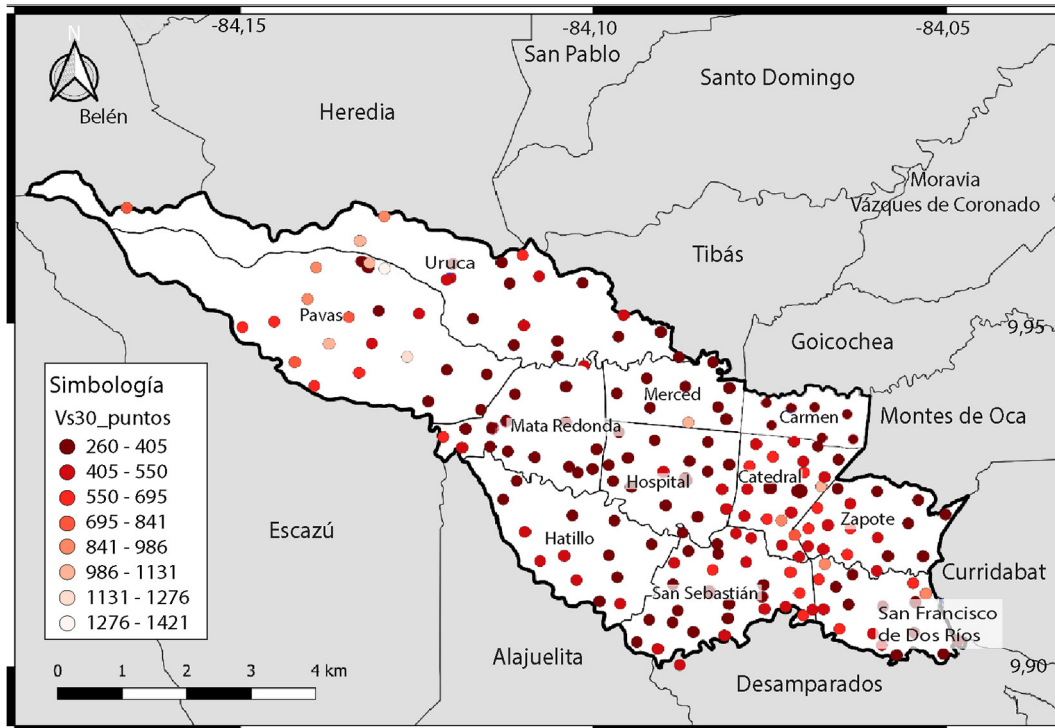 -84,15
-84,10
-84,05
N
San Pablo
Santo Domingo
Belén
Heredia
Moravia
Vázques de Coronado
Tibás
Uruca
Pavas
9,95
Goicochea
Simbología
Vs30_puntos
260 - 405
405 - 550
550 - 695
695 - 841
841 - 986
986 - 1131
1131 - 1276
1276 - 1421
Merced
Carmen
Montes de Oca
Mata Redonda
Hospital
Catedral
Zapote
Escazú
Hatillo
Curridabat
San Sebastián
San Francisco
de Dos Ríos
Alajuelita
Desamparados
9,90
0 1 2 3 4 km